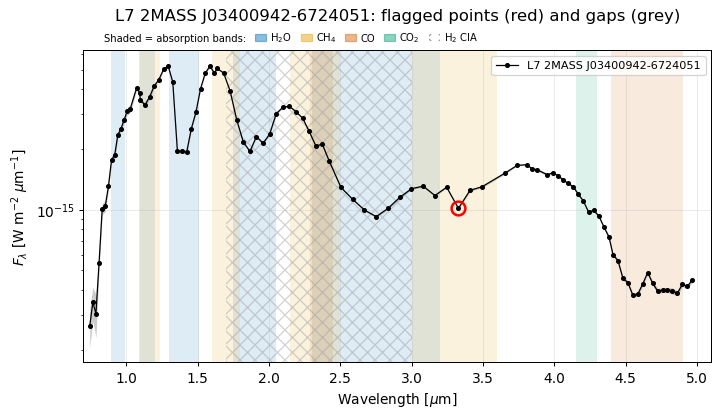 L7 2MASS J03400942-6724051: flagged points (red) and gaps (grey)
Shaded = absorption bands: H₂O CH₄ CO CO₂ H₂ CIA
L7 2MASS J03400942-6724051
F_λ [W m⁻² μm⁻¹]
10⁻¹⁵
1.0 1.5 2.0 2.5 3.0 3.5 4.0 4.5 5.0
Wavelength [μm]